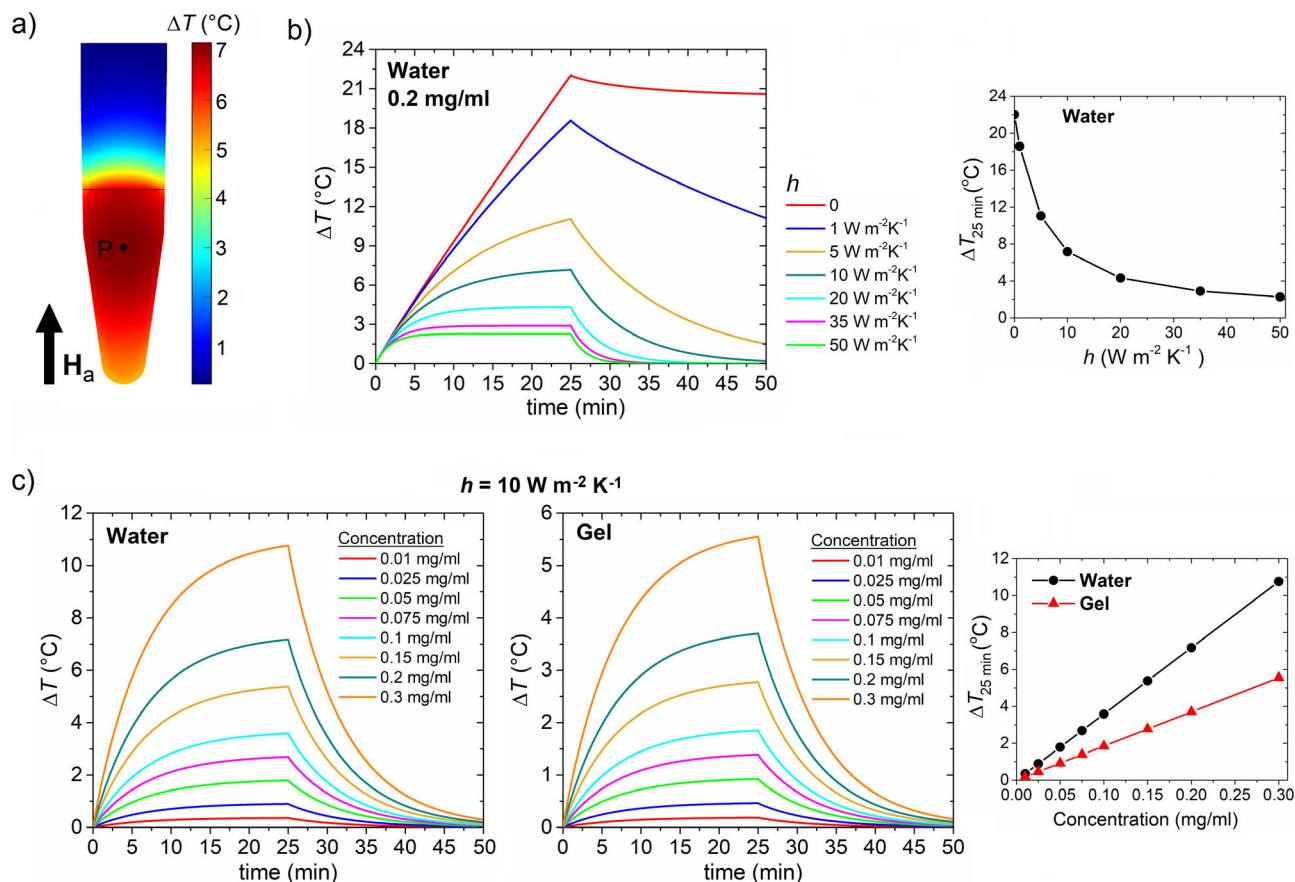 a)
ΔT (°C)
7
6
5
4
3
2
1
P
Hₐ
b)
Water
0.2 mg/ml
24
21
18
15
12
9
6
3
0
ΔT (°C)
0 5 10 15 20 25 30 35 40 45 50
time (min)
h
0
1 W m⁻²K⁻¹
5 W m⁻²K⁻¹
10 W m⁻²K⁻¹
20 W m⁻²K⁻¹
35 W m⁻²K⁻¹
50 W m⁻²K⁻¹
Water
24
20
16
12
8
4
0
ΔT25 min (°C)
0 10 20 30 40 50
h (W m⁻² K⁻¹)
c)
h = 10 W m⁻² K⁻¹
Water
12
10
8
6
4
2
0
ΔT (°C)
0 5 10 15 20 25 30 35 40 45 50
time (min)
Concentration
0.01 mg/ml
0.025 mg/ml
0.05 mg/ml
0.075 mg/ml
0.1 mg/ml
0.15 mg/ml
0.2 mg/ml
0.3 mg/ml
Gel
6
5
4
3
2
1
0
ΔT (°C)
0 5 10 15 20 25 30 35 40 45 50
time (min)
Concentration
0.01 mg/ml
0.025 mg/ml
0.05 mg/ml
0.075 mg/ml
0.1 mg/ml
0.15 mg/ml
0.2 mg/ml
0.3 mg/ml
Water
Gel
12
10
8
6
4
2
0
ΔT25 min (°C)
0.00 0.05 0.10 0.15 0.20 0.25 0.30
Concentration (mg/ml)